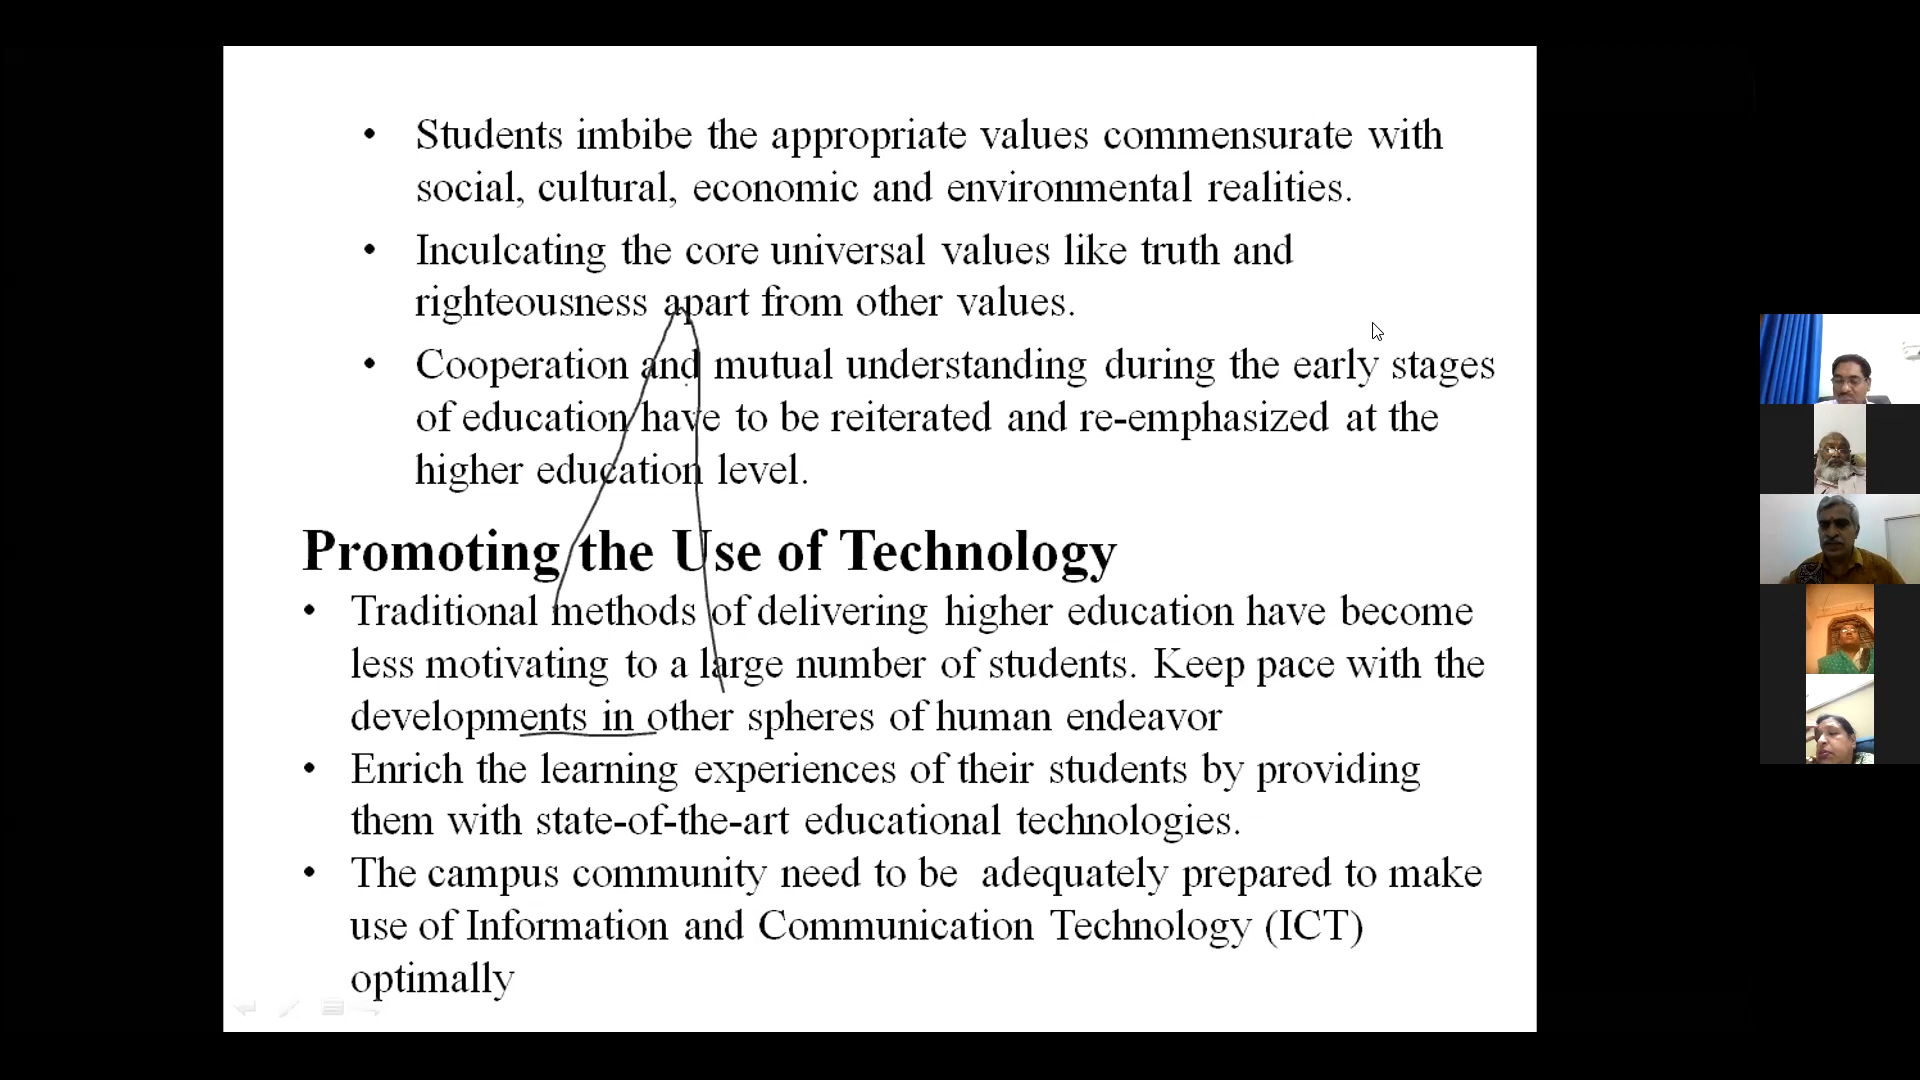 • Students imbibe the appropriate values commensurate with
social, cultural, economic and environmental realities.
• Inculcating the core universal values like truth and
righteousness apart from other values.
• Cooperation and mutual understanding during the early stages
of education have to be reiterated and re-emphasized at the
higher education level.
Promoting the Use of Technology
• Traditional methods of delivering higher education have become
less motivating to a large number of students. Keep pace with the
developments in other spheres of human endeavor
• Enrich the learning experiences of their students by providing
them with state-of-the-art educational technologies.
• The campus community need to be adequately prepared to make
use of Information and Communication Technology (ICT)
optimally